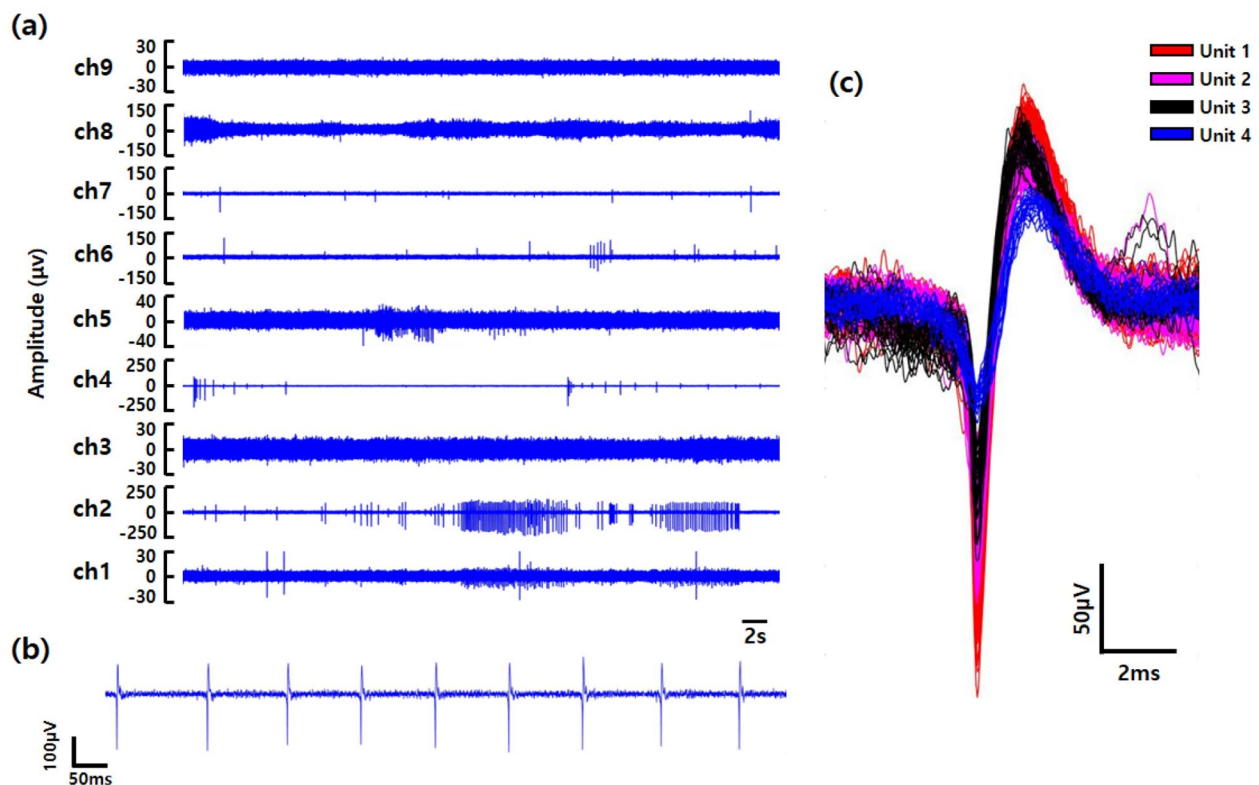 (a)
Amplitude (μv)
ch9
30
0
-30
ch8
150
0
-150
ch7
150
0
-150
ch6
150
0
-150
ch5
40
0
-40
ch4
250
0
-250
ch3
30
0
-30
ch2
250
0
-250
ch1
30
0
-30
2s
(b)
100μV
50ms
(c)
Unit 1
Unit 2
Unit 3
Unit 4
50μV
2ms